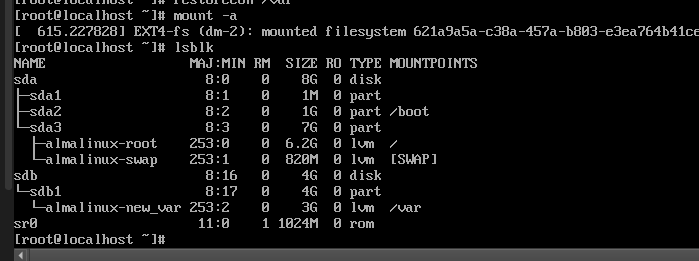 [root@localhost ~]# restorecon /var
[root@localhost ~]# mount -a
[  615.227828] EXT4-fs (dm-2): mounted filesystem 621a9a5a-c38a-457a-b803-e3ea764b41ce
[root@localhost ~]# lsblk
NAME                  MAJ:MIN RM  SIZE RO TYPE MOUNTPOINTS
sda                     8:0    0    8G  0 disk
├─sda1                  8:1    0    1M  0 part
├─sda2                  8:2    0    1G  0 part /boot
└─sda3                  8:3    0    7G  0 part
  ├─almalinux-root    253:0    0  6.2G  0 lvm  /
  └─almalinux-swap    253:1    0  820M  0 lvm  [SWAP]
sdb                     8:16   0    4G  0 disk
└─sdb1                  8:17   0    4G  0 part
  └─almalinux-new_var 253:2    0    3G  0 lvm  /var
sr0                    11:0    1 1024M  0 rom
[root@localhost ~]#